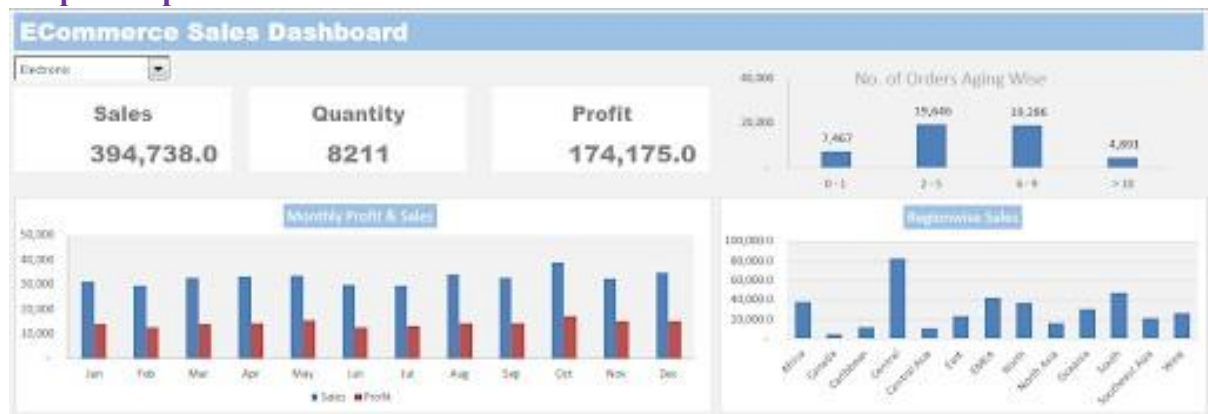 ECommerce Sales Dashboard
Electronic
Sales
394,738.0
Quantity
8211
Profit
174,175.0
No. of Orders Aging Wise
40,000
20,000
-
7,467
19,646
4,891
0 - 1
2 - 5
6 - 9
> 10
Monthly Profit & Sales
50,000
40,000
30,000
20,000
10,000
-
Jan Feb Mar Apr May Jun Jul Aug Sep Oct Nov Dec
Sales Profit
Regionwise Sales
100,000.0
80,000.0
60,000.0
40,000.0
20,000.0
-
Africa Canada Caribbean Central Central Asia East EMEA North North Asia Oceania South Southeast Asia West